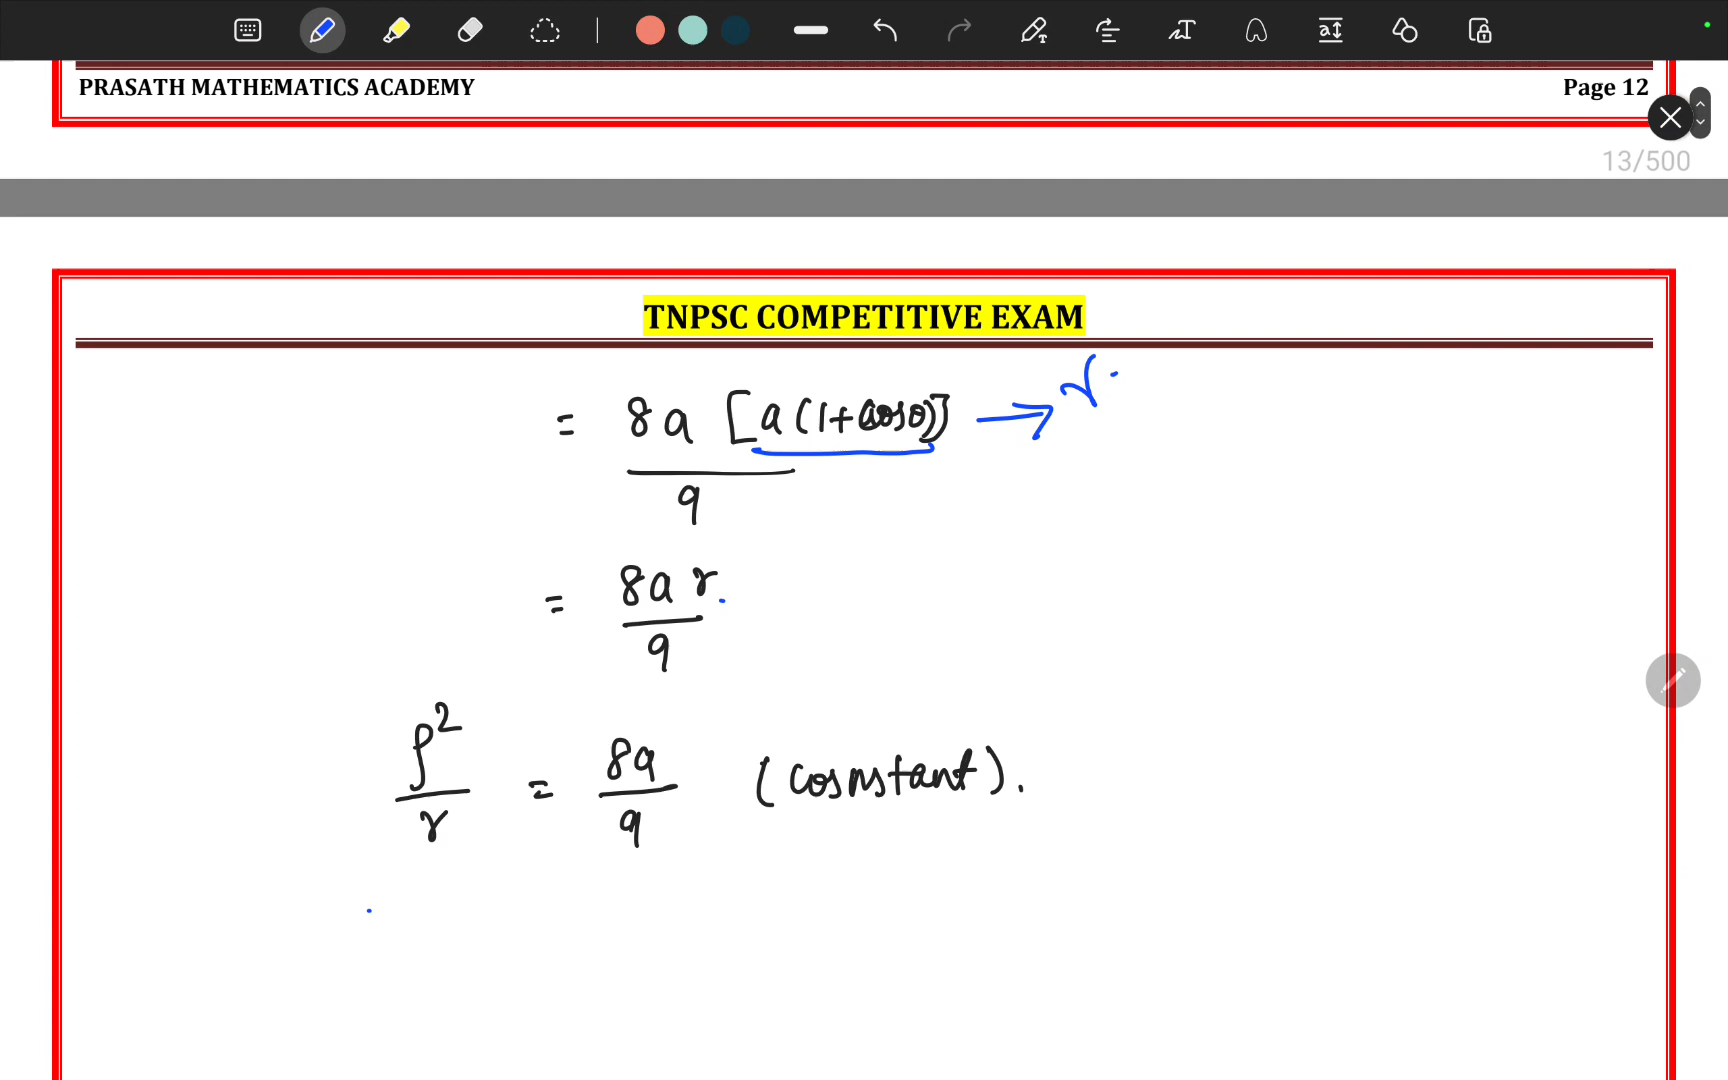 PRASATH MATHEMATICS ACADEMY Page 12
13/500
TNPSC COMPETITIVE EXAM
= 8a [a(1+cosθ)] → r.
9
= 8a r.
9
ρ² / r = 8a / 9 (cosnstant).